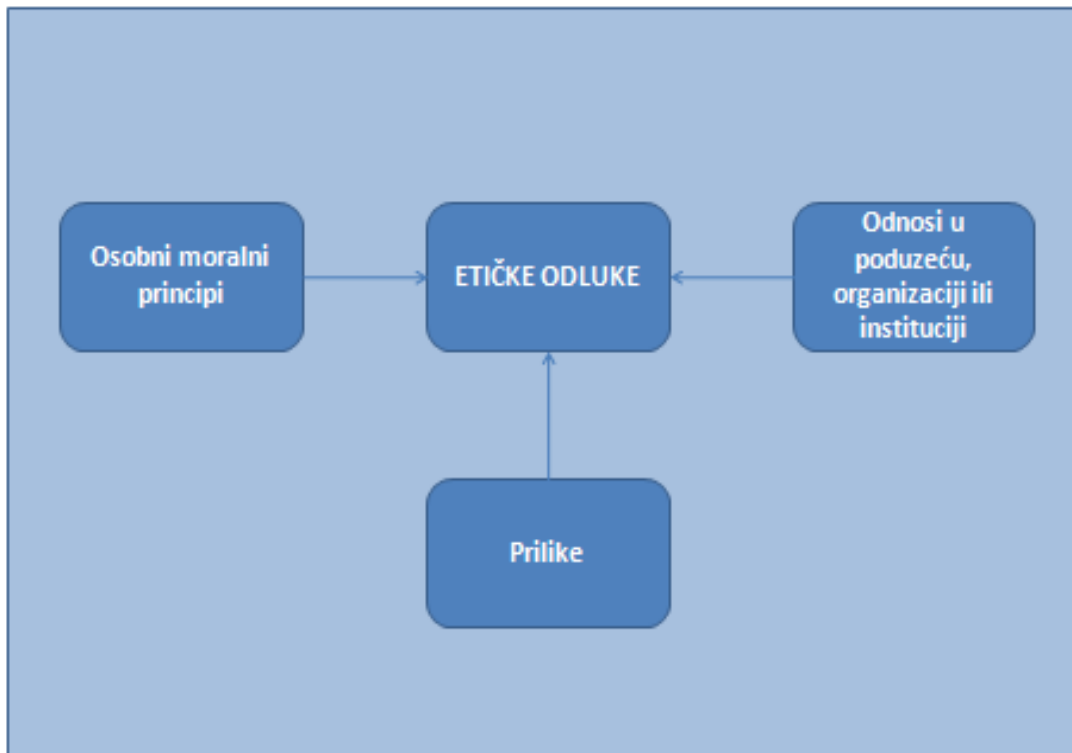 Osobni moralni
principi
ETIČKE ODLUKE
Odnosi u
poduzeću,
organizaciji ili
instituciji
Prilike